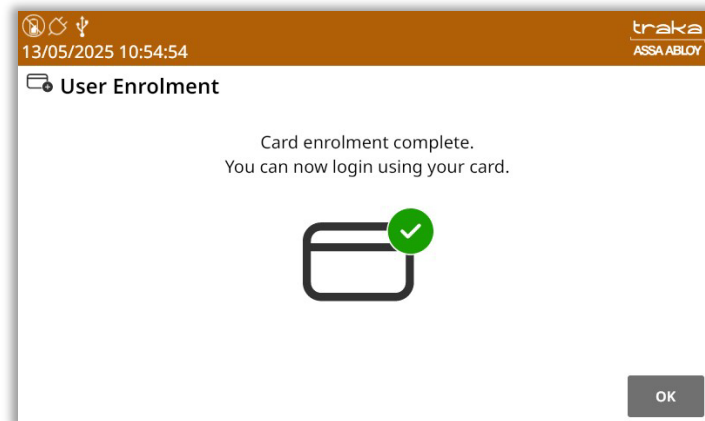 traka
13/05/2025 10:54:54
ASSA ABLOY
User Enrolment
Card enrolment complete.
You can now login using your card.
OK